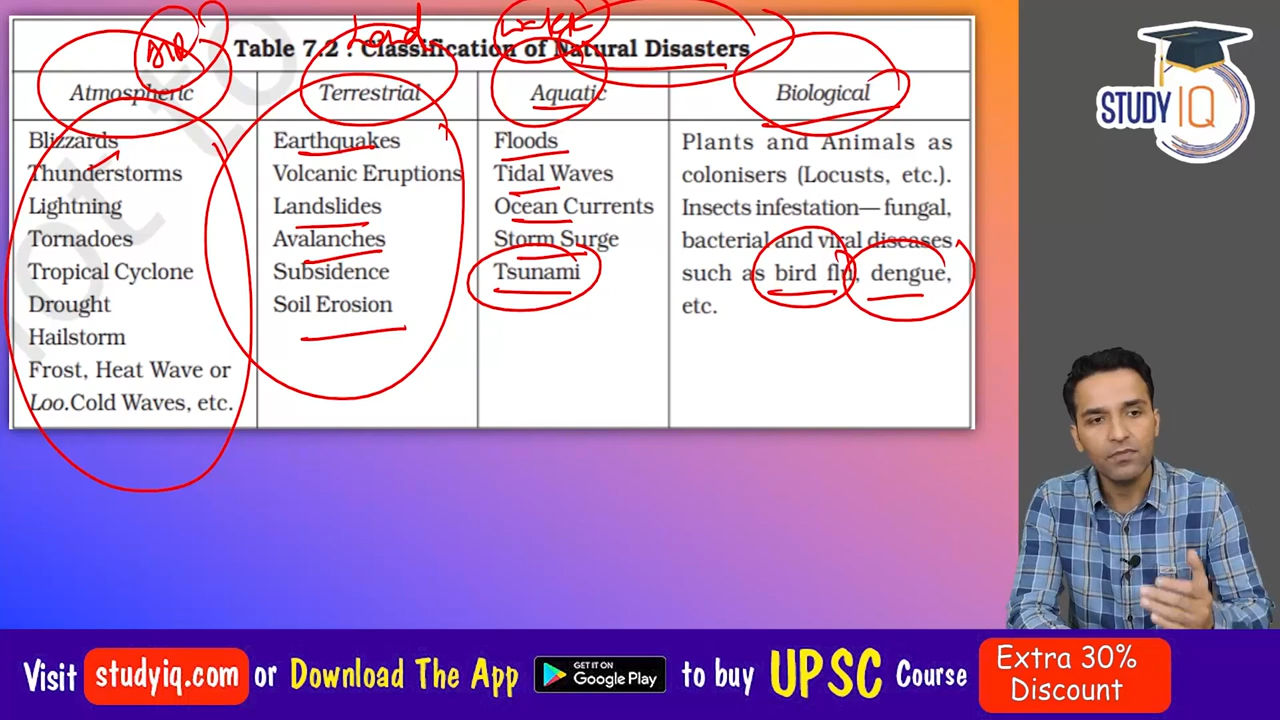 AIR
Land
Water
Table 7.2 : Classification of Natural Disasters
Atmospheric Terrestrial Aquatic Biological
Blizzards Earthquakes Floods Plants and Animals as
Thunderstorms Volcanic Eruptions Tidal Waves colonisers (Locusts, etc.).
Lightning Landslides Ocean Currents Insects infestation— fungal,
Tornadoes Avalanches Storm Surge bacterial and viral diseases
Tropical Cyclone Subsidence Tsunami such as bird flu, dengue,
Drought Soil Erosion etc.
Hailstorm
Frost, Heat Wave or
Loo.Cold Waves, etc.
STUDY IQ
Visit studyiq.com or Download The App GET IT ON Google Play to buy UPSC Course Extra 30% Discount